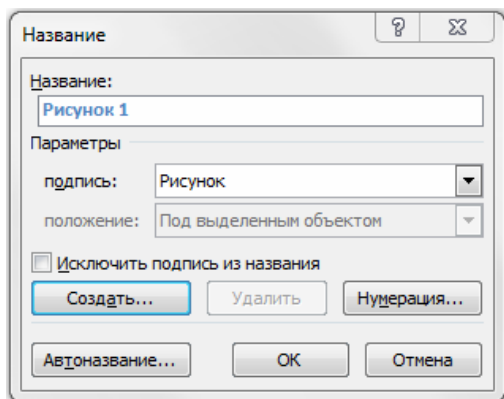 Название
Название:
Рисунок 1
Параметры
подпись: Рисунок
положение: Под выделенным объектом
Исключить подпись из названия
Создать... Удалить Нумерация...
Автоназвание... ОК Отмена